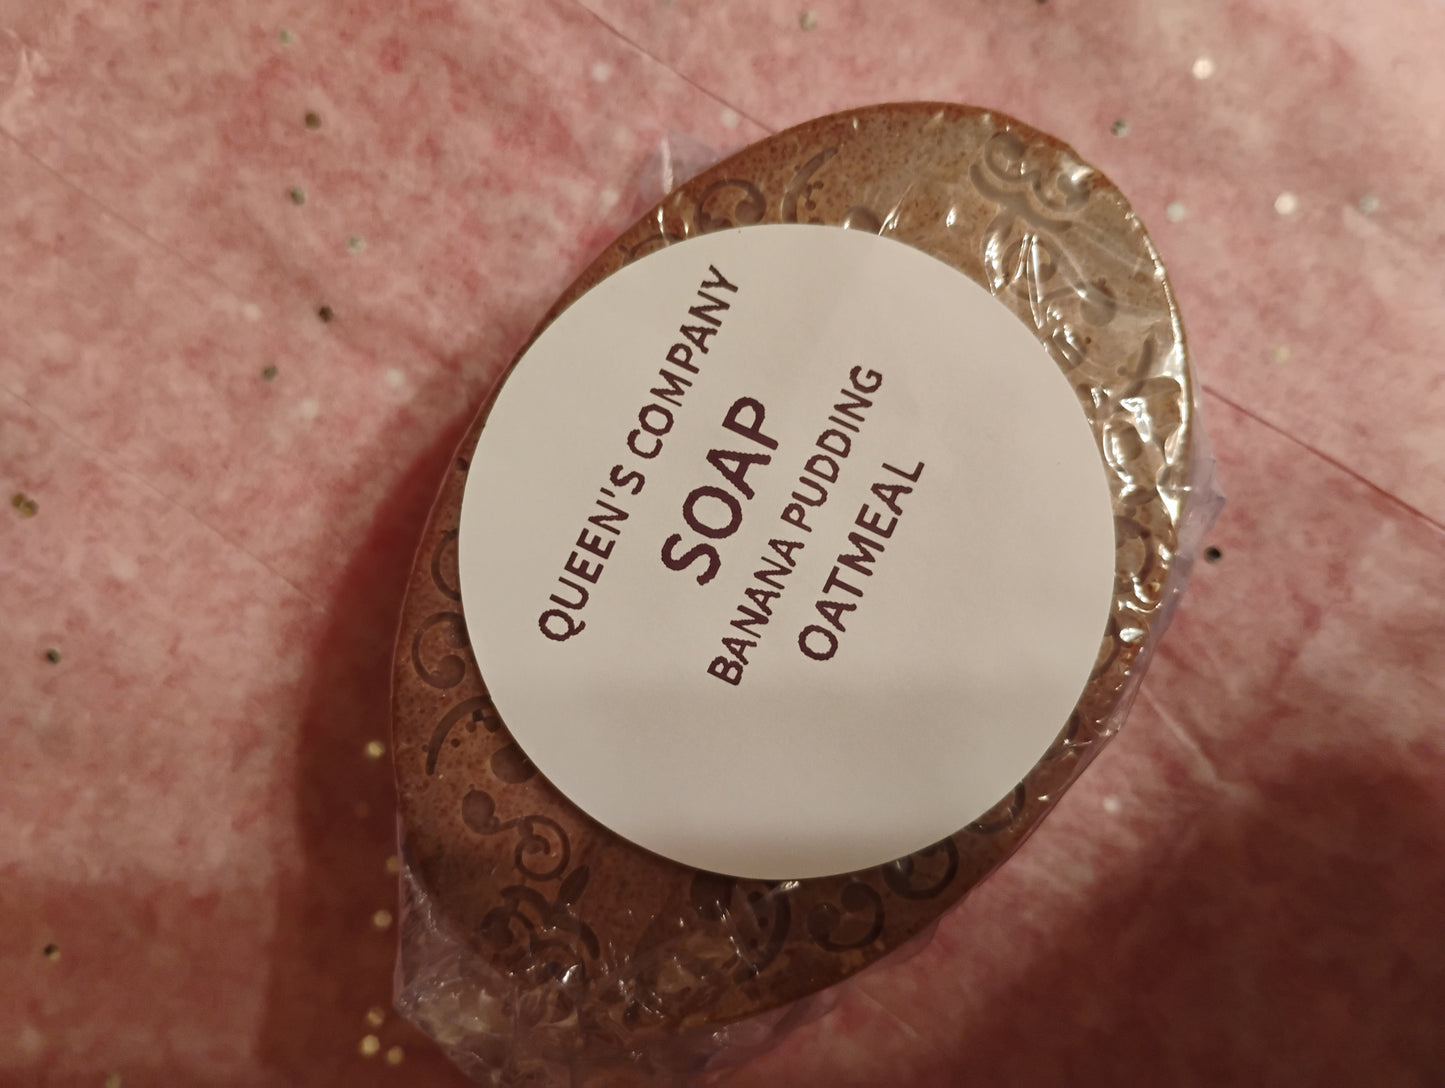 QUEEN'S COMPANY
SOAP
BANANA PUDDING
OATMEAL